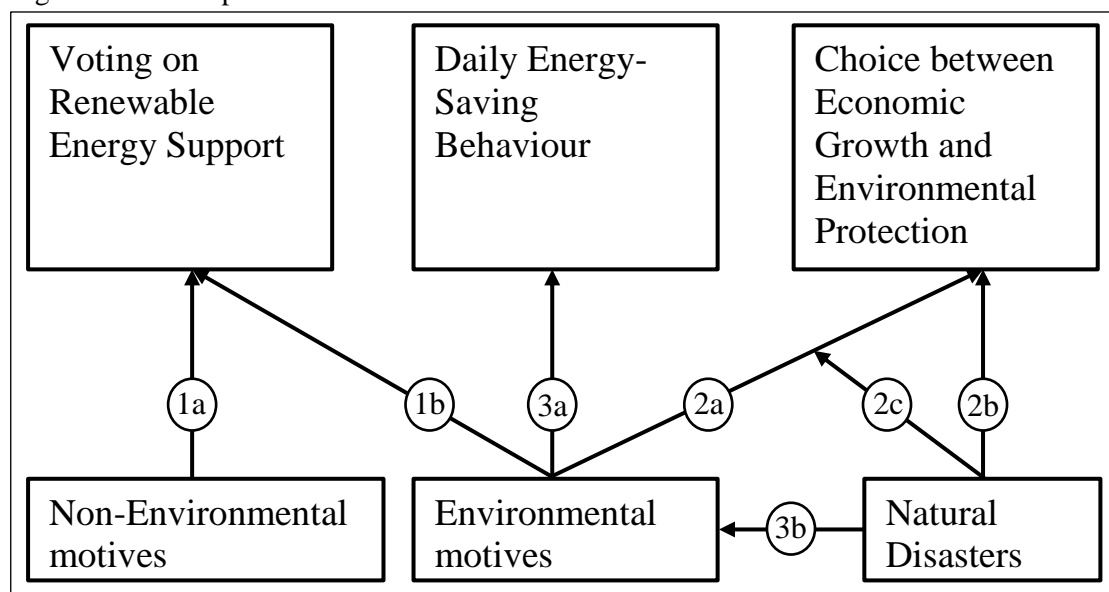 Voting on
Renewable
Energy Support
Daily Energy-
Saving
Behaviour
Choice between
Economic
Growth and
Environmental
Protection
1a
1b
3a
2a
2c
2b
Non-Environmental
motives
Environmental
motives
3b
Natural
Disasters